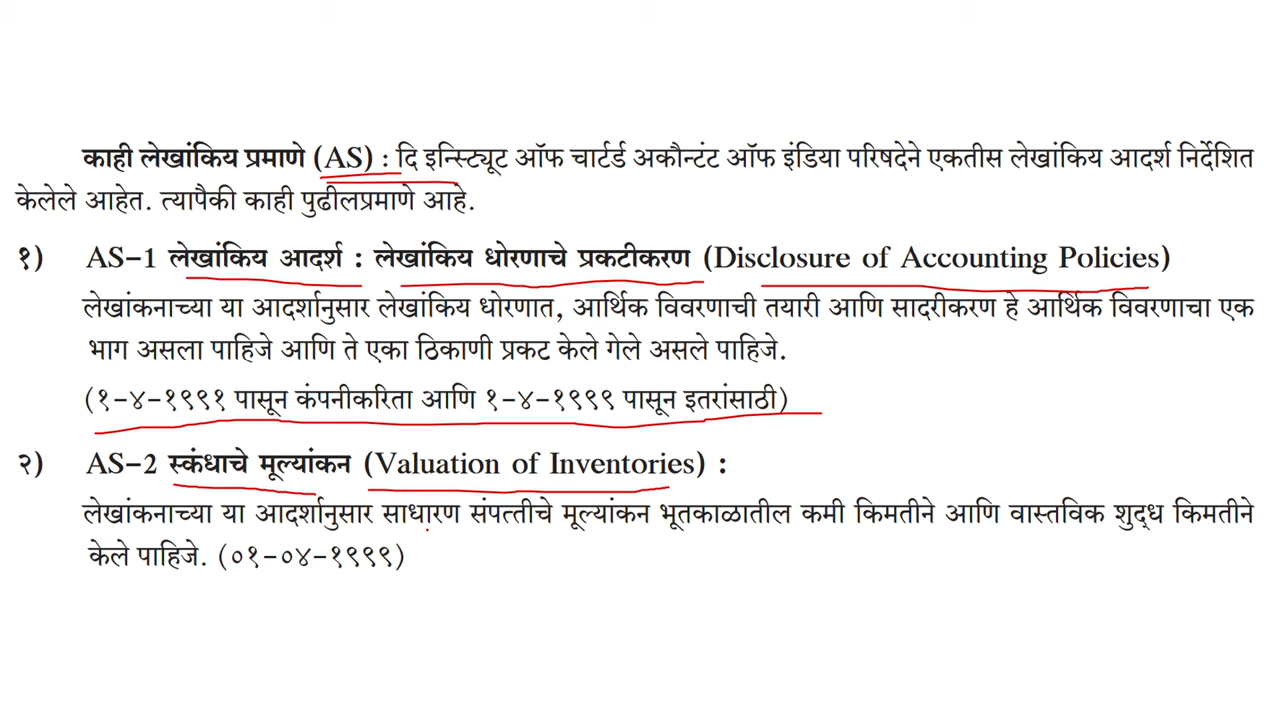 काही लेखांकिय प्रमाणे (AS) : दि इन्स्टिट्यूट ऑफ चार्टर्ड अकौन्टंट ऑफ इंडिया परिषदेने एकतीस लेखांकिय आदर्श निर्देशित
केलेले आहेत. त्यापैकी काही पुढीलप्रमाणे आहे.
१) AS-1 लेखांकिय आदर्श : लेखांकिय धोरणाचे प्रकटीकरण (Disclosure of Accounting Policies)
लेखांकनाच्या या आदर्शानुसार लेखांकिय धोरणात, आर्थिक विवरणाची तयारी आणि सादरीकरण हे आर्थिक विवरणाचा एक
भाग असला पाहिजे आणि ते एका ठिकाणी प्रकट केले गेले असले पाहिजे.
(१-४-१९९१ पासून कंपनीकरिता आणि १-४-१९९९ पासून इतरांसाठी)
२) AS-2 स्कंधाचे मूल्यांकन (Valuation of Inventories) :
लेखांकनाच्या या आदर्शानुसार साधारण संपत्तीचे मूल्यांकन भूतकाळातील कमी किमतीने आणि वास्तविक शुद्ध किमतीने
केले पाहिजे. (०१-०४-१९९९)